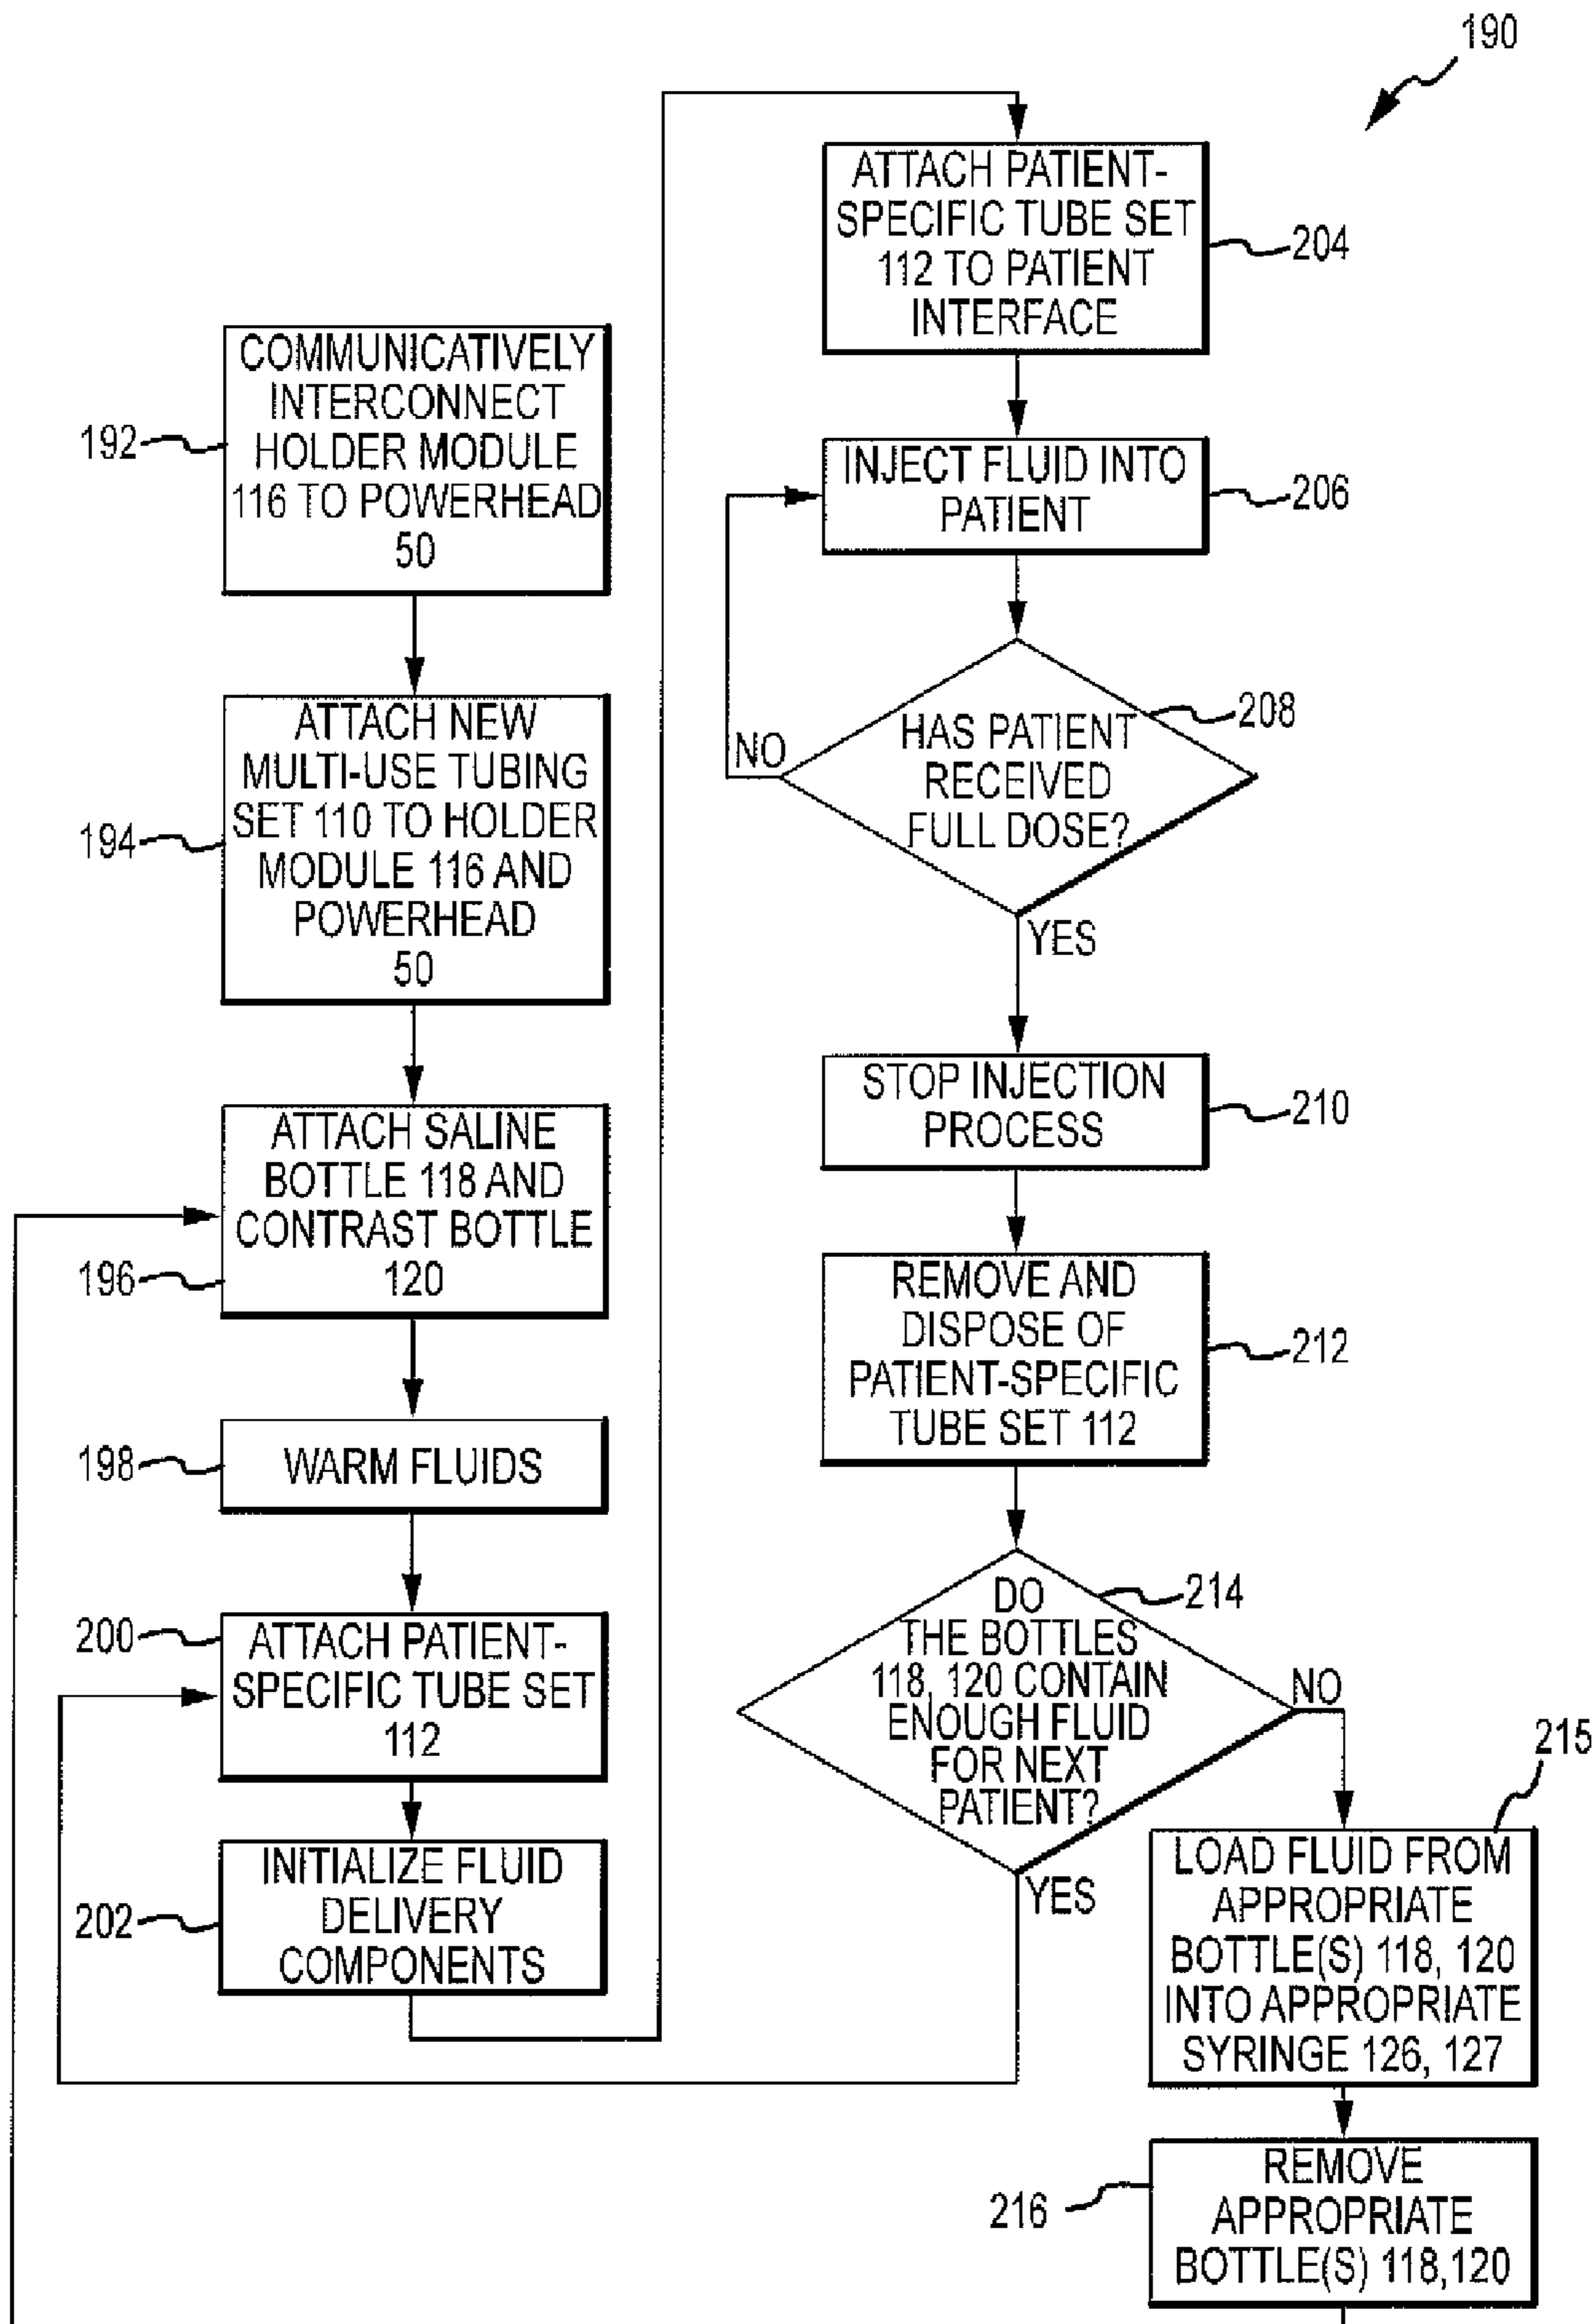 190
COMMUNICATIVELY
INTERCONNECT
HOLDER MODULE
116 TO POWERHEAD
50
192
ATTACH NEW
MULTI-USE TUBING
SET 110 TO HOLDER
MODULE 116 AND
POWERHEAD
50
194
ATTACH SALINE
BOTTLE 118 AND
CONTRAST BOTTLE
120
196
WARM FLUIDS
198
ATTACH PATIENT-
SPECIFIC TUBE SET
112
200
INITIALIZE FLUID
DELIVERY
COMPONENTS
202
ATTACH PATIENT-
SPECIFIC TUBE SET
112 TO PATIENT
INTERFACE
204
INJECT FLUID INTO
PATIENT
206
HAS PATIENT
RECEIVED
FULL DOSE?
208
NO
YES
STOP INJECTION
PROCESS
210
REMOVE AND
DISPOSE OF
PATIENT-SPECIFIC
TUBE SET 112
212
DO
THE BOTTLES
118, 120 CONTAIN
ENOUGH FLUID
FOR NEXT
PATIENT?
214
NO
YES
215
LOAD FLUID FROM
APPROPRIATE
BOTTLE(S) 118, 120
INTO APPROPRIATE
SYRINGE 126, 127
REMOVE
APPROPRIATE
BOTTLE(S) 118,120
216